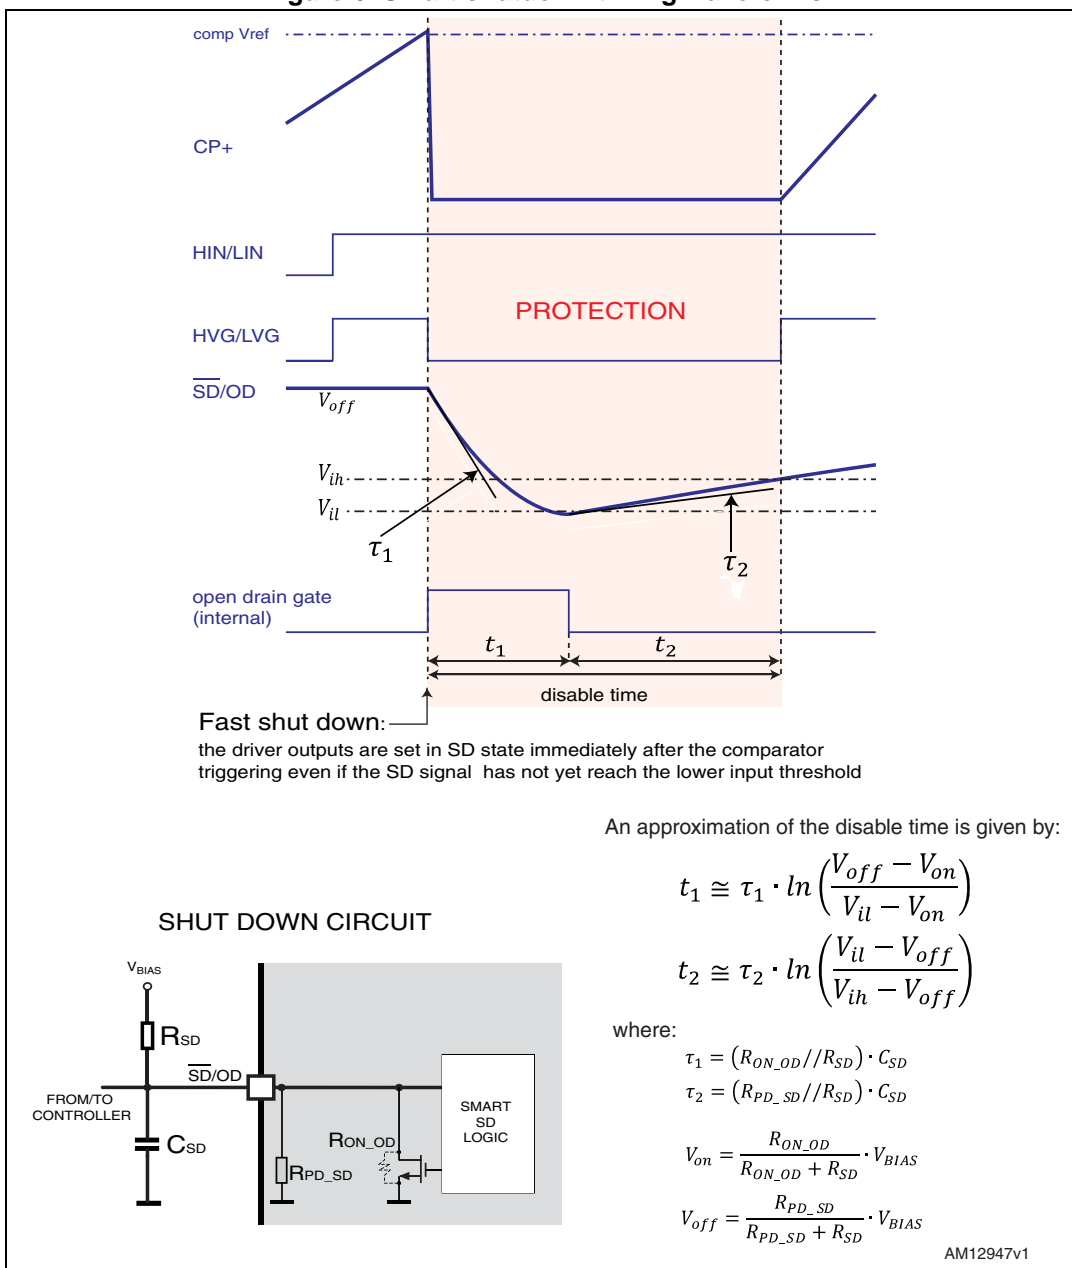 comp Vref
CP+
HIN/LIN
PROTECTION
HVG/LVG
SD/OD
V_off
V_ih
V_il
τ_1
τ_2
open drain gate
(internal)
t_1
t_2
disable time
Fast shut down:
the driver outputs are set in SD state immediately after the comparator
triggering even if the SD signal has not yet reach the lower input threshold
An approximation of the disable time is given by:
t_1 ≅ τ_1 · ln ( (V_off − V_on) / (V_il − V_on) )
t_2 ≅ τ_2 · ln ( (V_il − V_off) / (V_ih − V_off) )
where:
τ_1 = (R_ON_OD//R_SD) · C_SD
τ_2 = (R_PD_SD//R_SD) · C_SD
V_on = R_ON_OD / (R_ON_OD + R_SD) · V_BIAS
V_off = R_PD_SD / (R_PD_SD + R_SD) · V_BIAS
SHUT DOWN CIRCUIT
V_BIAS
R_SD
SD/OD
FROM/TO
CONTROLLER
C_SD
R_PD_SD
R_ON_OD
SMART
SD
LOGIC
AM12947v1